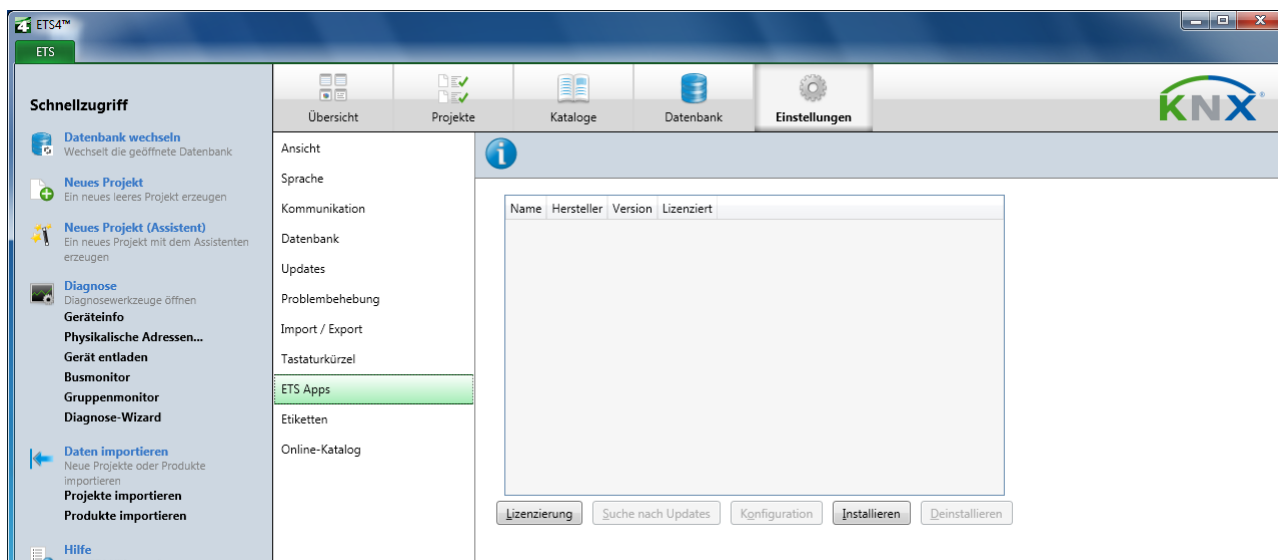 ETS4™
ETS
Schnellzugriff
Datenbank wechseln
Wechselt die geöffnete Datenbank
Neues Projekt
Ein neues leeres Projekt erzeugen
Neues Projekt (Assistent)
Ein neues Projekt mit dem Assistenten
erzeugen
Diagnose
Diagnosewerkzeuge öffnen
Geräteinfo
Physikalische Adressen...
Gerät entladen
Busmonitor
Gruppenmonitor
Diagnose-Wizard
Daten importieren
Neue Projekte oder Produkte
importieren
Projekte importieren
Produkte importieren
Hilfe
Übersicht
Projekte
Kataloge
Datenbank
Einstellungen
KNX
Ansicht
Sprache
Kommunikation
Datenbank
Updates
Problembehebung
Import / Export
Tastaturkürzel
ETS Apps
Etiketten
Online-Katalog
Name Hersteller Version Lizenziert
Lizenzierung Suche nach Updates Konfiguration Installieren Deinstallieren